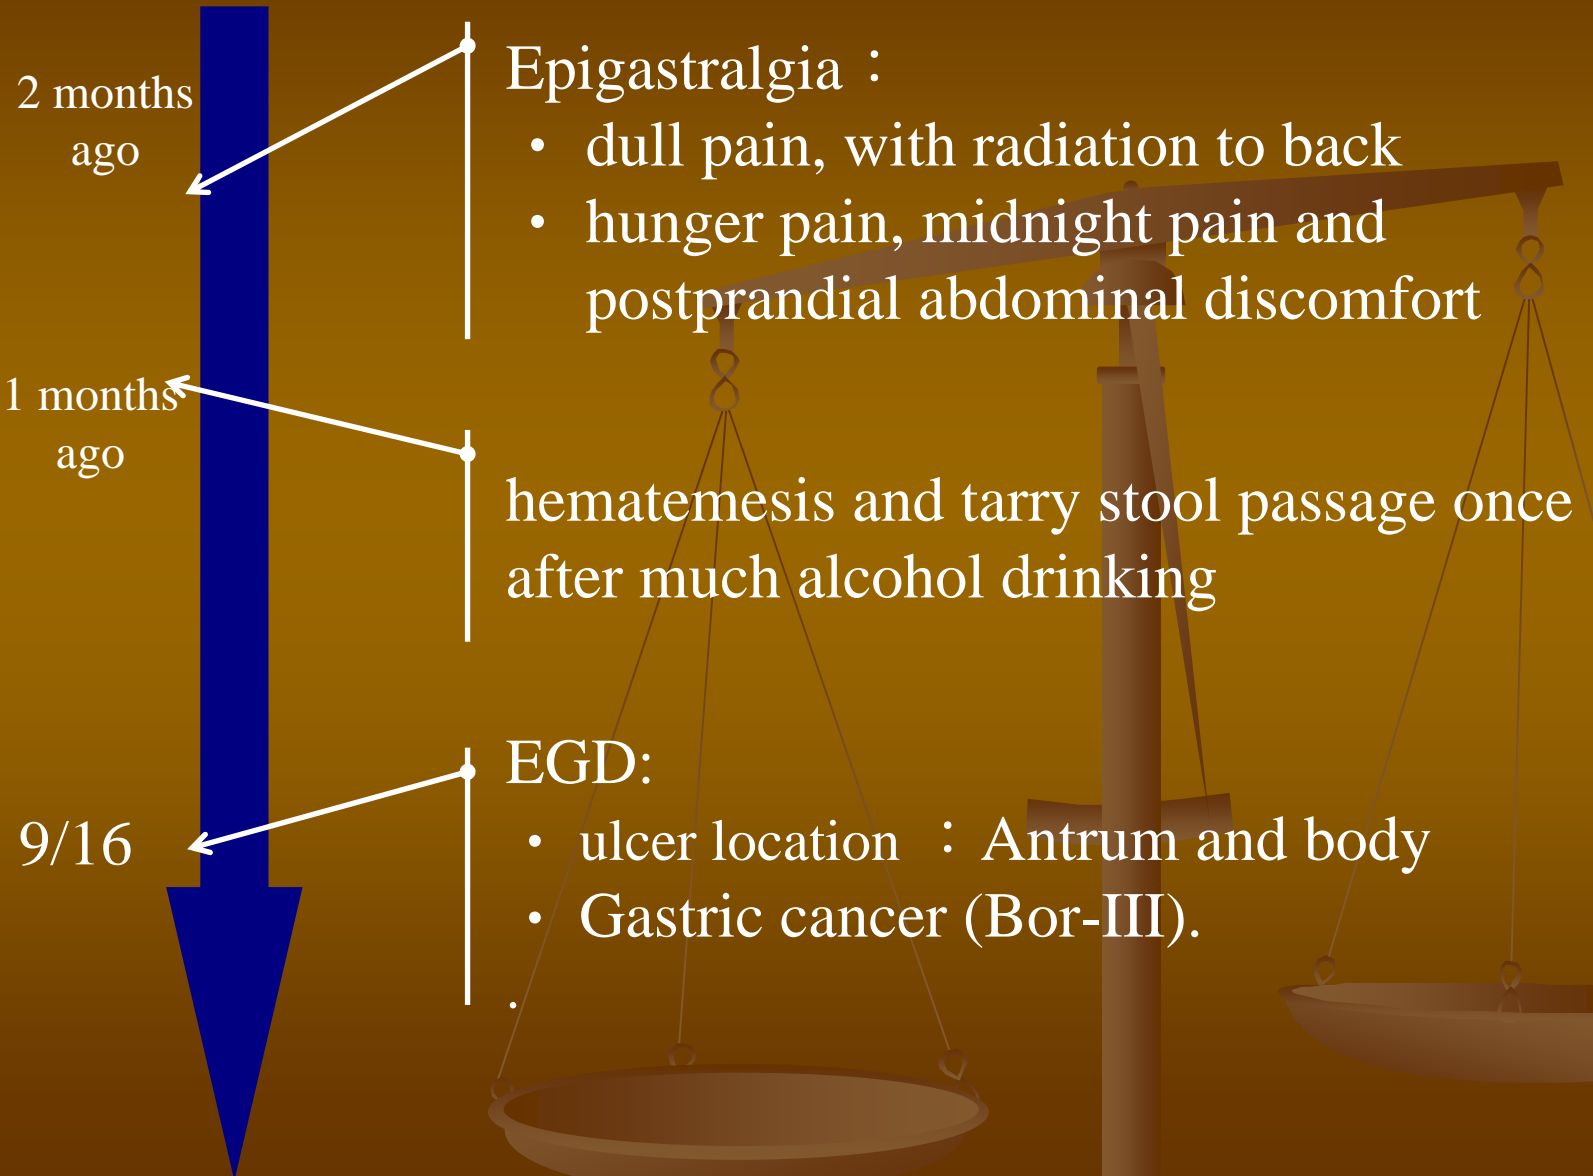 2 months
ago
Epigastralgia：
• dull pain, with radiation to back
• hunger pain, midnight pain and
postprandial abdominal discomfort
1 months
ago
hematemesis and tarry stool passage once
after much alcohol drinking
9/16
EGD:
• ulcer location ：Antrum and body
• Gastric cancer (Bor-III).
.